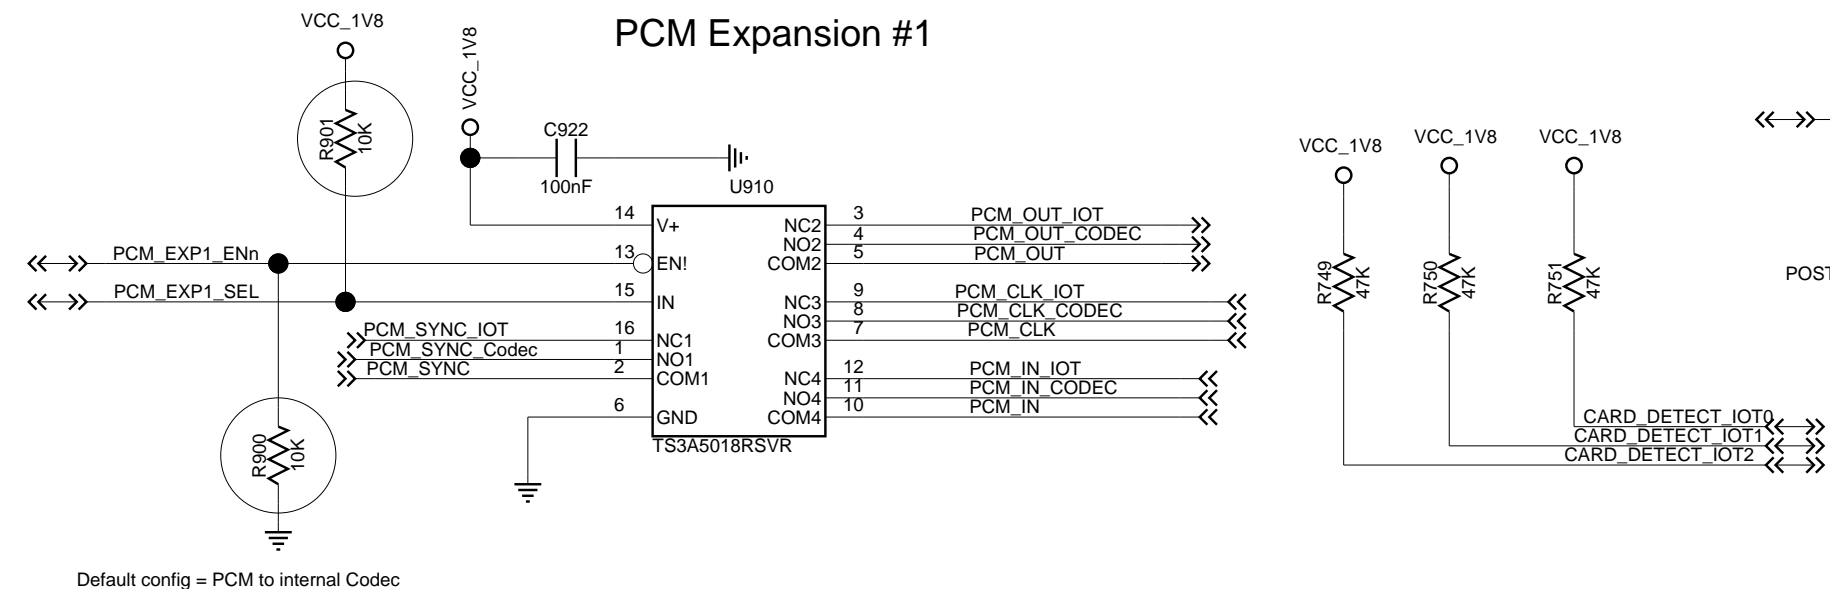 PCM Expansion #1
VCC_1V8
VCC_1V8
R901
10K
C922
100nF
U910
PCM_EXP1_ENn
PCM_EXP1_SEL
PCM_SYNC_IOT
PCM_SYNC_Codec
PCM_SYNC
14
13
15
16
1
2
6
V+
EN!
IN
NC1
NO1
COM1
GND
NC2
NO2
COM2
NC3
NO3
COM3
NC4
NO4
COM4
3
4
5
9
8
7
12
11
10
PCM_OUT_IOT
PCM_OUT_CODEC
PCM_OUT
PCM_CLK_IOT
PCM_CLK_CODEC
PCM_CLK
PCM_IN_IOT
PCM_IN_CODEC
PCM_IN
TS3A5018RSVR
R900
10K
Default config = PCM to internal Codec
VCC_1V8
VCC_1V8
VCC_1V8
R749
47K
R750
47K
R751
47K
POST
CARD_DETECT_IOT0
CARD_DETECT_IOT1
CARD_DETECT_IOT2